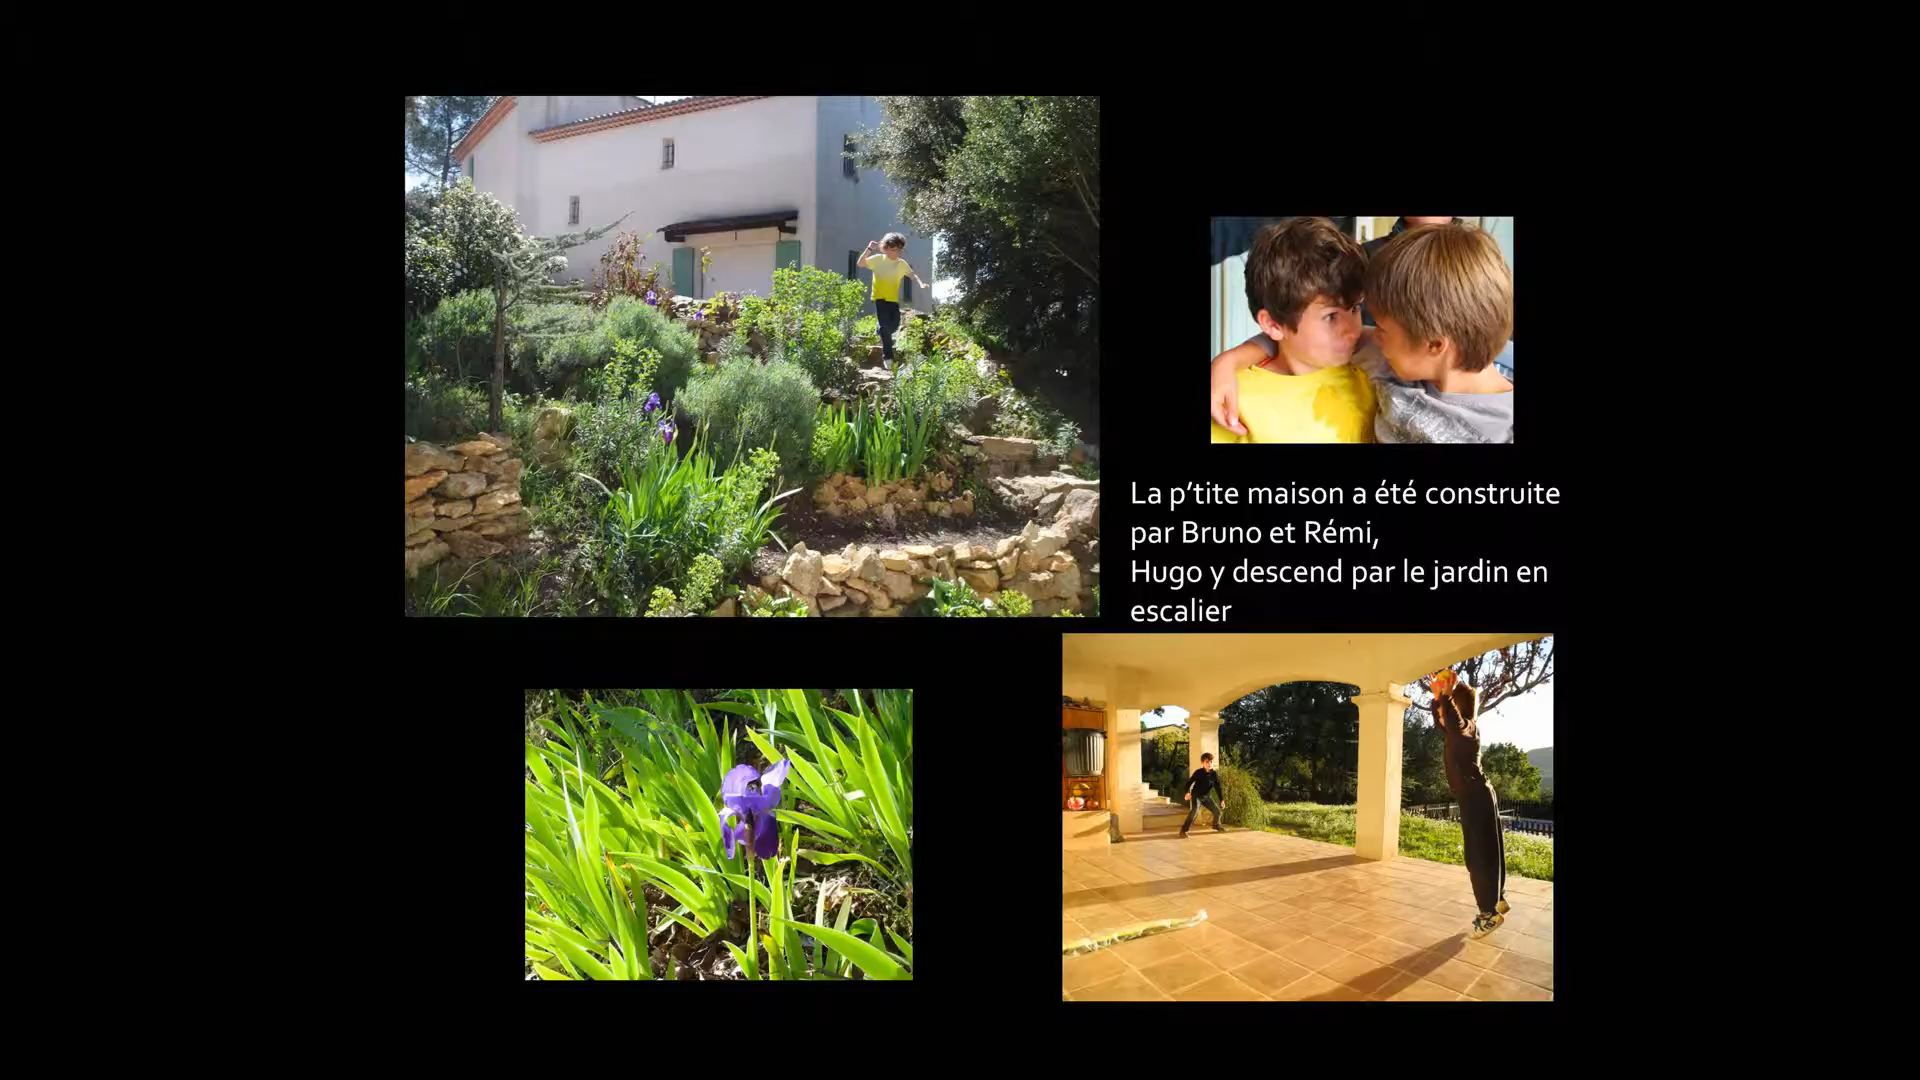 La p’tite maison a été construite
par Bruno et Rémi,
Hugo y descend par le jardin en
escalier